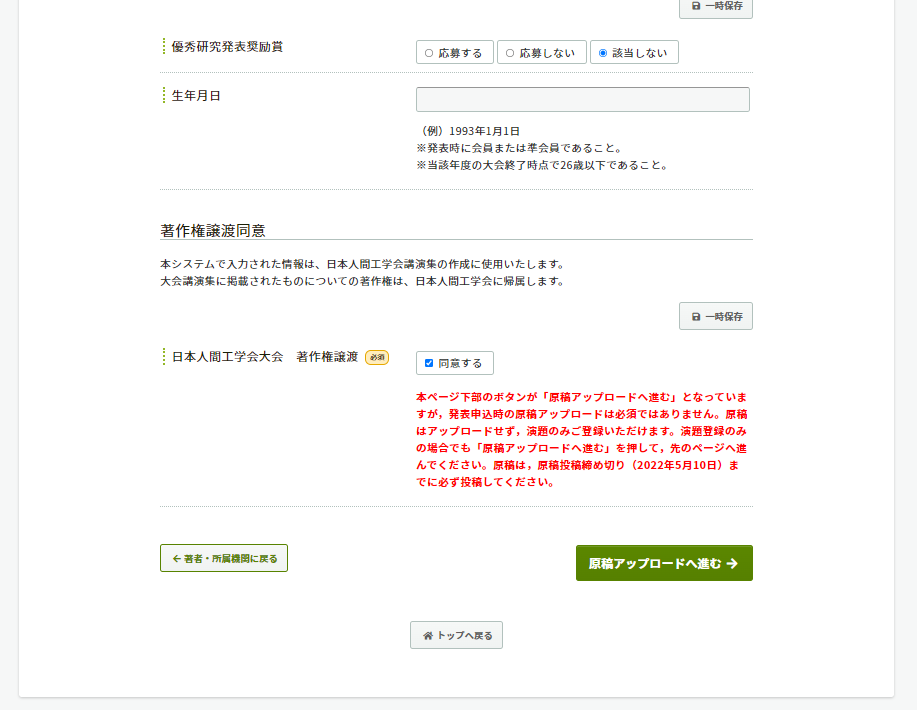 一時保存
優秀研究発表奨励賞
応募する 応募しない 該当しない
生年月日
（例）1993年1月1日
※発表時に会員または準会員であること。
※当該年度の大会終了時点で26歳以下であること。
著作権譲渡同意
本システムで入力された情報は、日本人間工学会講演集の作成に使用いたします。
大会講演集に掲載されたものについての著作権は、日本人間工学会に帰属します。
一時保存
日本人間工学会大会　著作権譲渡 必須 同意する
本ページ下部のボタンが「原稿アップロードへ進む」となっていま
すが，発表申込時の原稿アップロードは必須ではありません。原稿
はアップロードせず，演題のみご登録いただけます。演題登録のみ
の場合でも「原稿アップロードへ進む」を押して，先のページへ進
んでください。原稿は，原稿投稿締め切り（2022年5月10日）ま
でに必ず投稿してください。
著者・所属機関に戻る 原稿アップロードへ進む
トップへ戻る